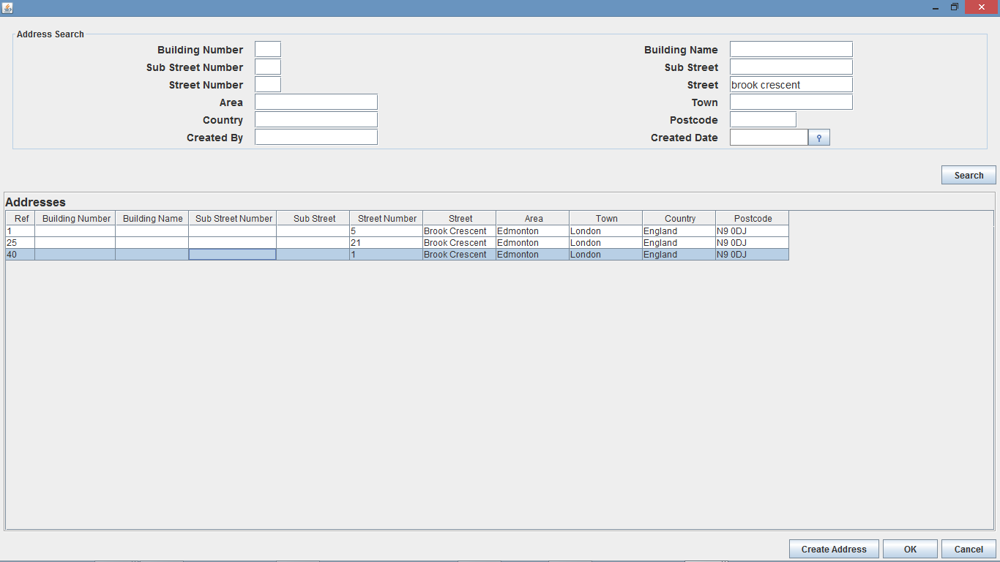 Address Search
Building Number Building Name
Sub Street Number Sub Street
Street Number Street brook crescent
Area Town
Country Postcode
Created By Created Date
Search
Addresses
Ref Building Number Building Name Sub Street Number Sub Street Street Number Street Area Town Country Postcode
1 5 Brook Crescent Edmonton London England N9 0DJ
25 21 Brook Crescent Edmonton London England N9 0DJ
40 1 Brook Crescent Edmonton London England N9 0DJ
Create Address OK Cancel